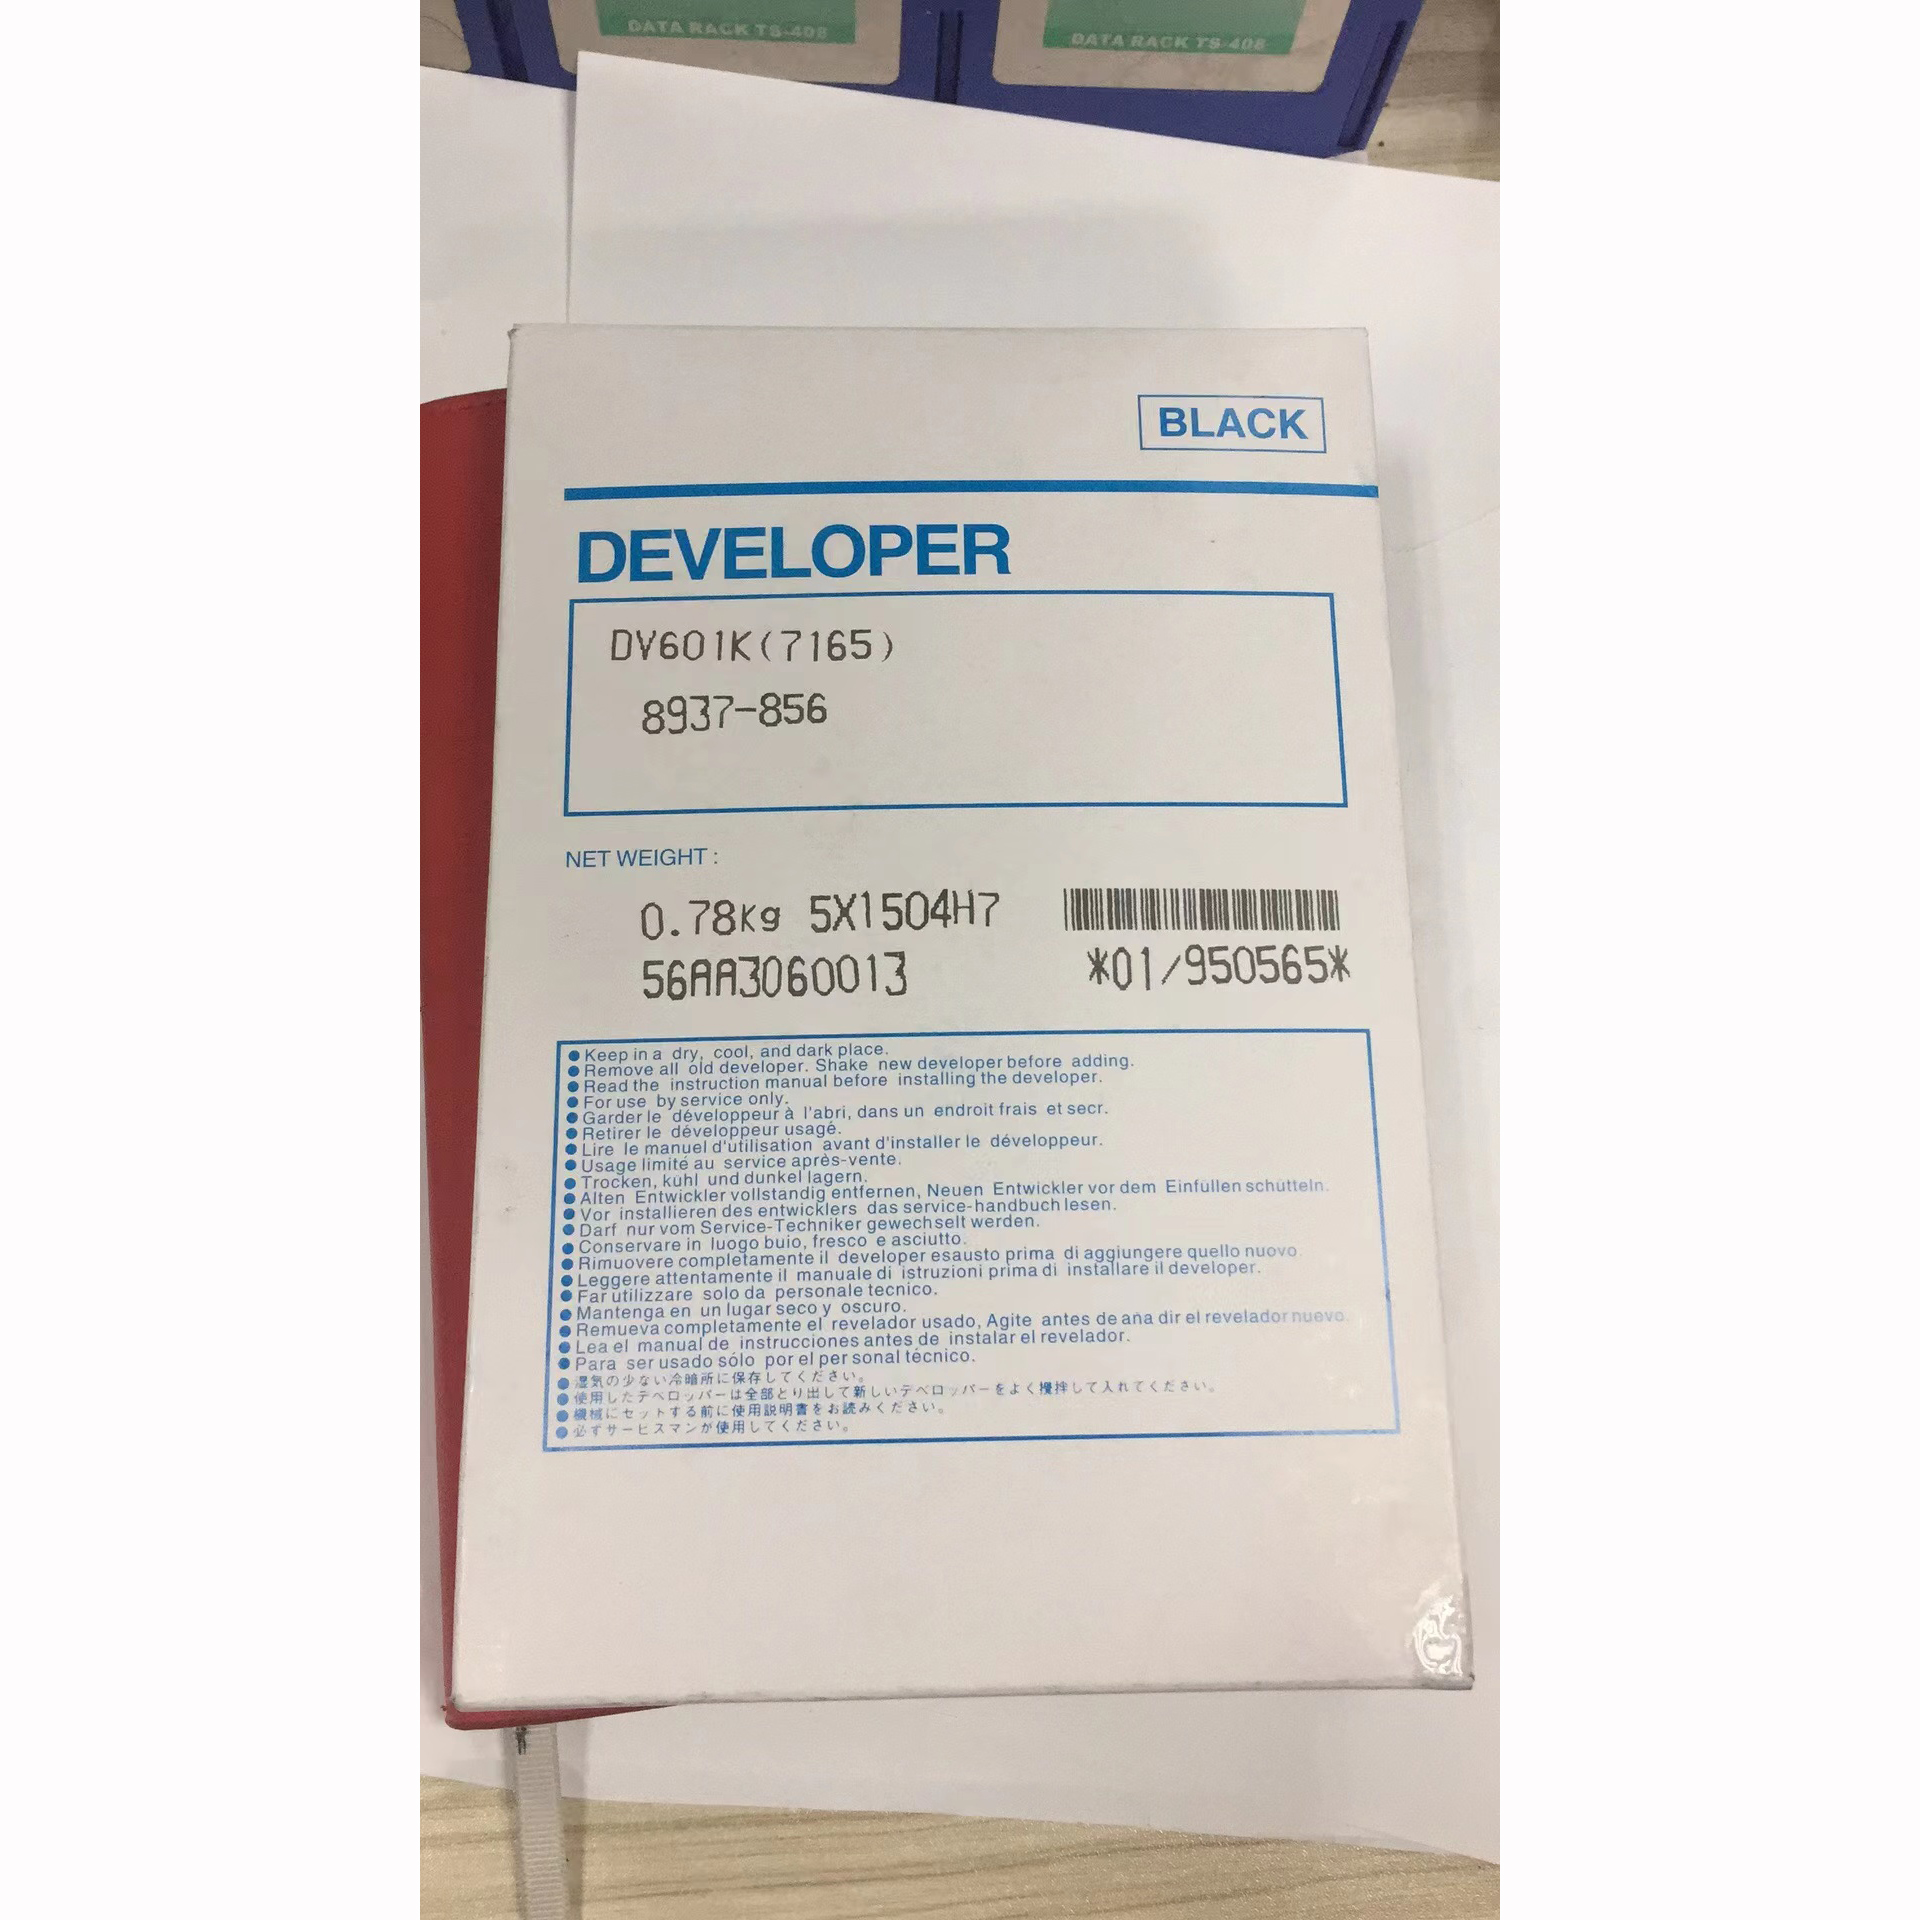 DATA RACK TS-408
DATA RACK TS-408
BLACK
DEVELOPER
DV601K(7165)
8937-856
NET WEIGHT :
0.78Kg 5X1504H7
56AA3060013
*01/950565*
● Keep in a dry, cool, and dark place.
● Remove all old developer. Shake new developer before adding.
● Read the instruction manual before installing the developer.
● For use by service only.
● Garder le développeur à l'abri, dans un endroit frais et secr.
● Retirer le développeur usagé.
● Lire le manuel d'utilisation avant d'installer le développeur.
● Usage limité au service après-vente.
● Trocken, kühl und dunkel lagern.
● Alten Entwickler vollstandig entfernen, Neuen Entwickler vor dem Einfüllen schütteln.
● Vor installieren des entwicklers das service-handbuch lesen.
● Darf nur vom Service-Techniker gewechselt werden.
● Conservare in luogo buio, fresco e asciutto.
● Rimuovere completamente il developer esausto prima di aggiungere quello nuovo.
● Leggere attentamente il manuale di istruzioni prima di installare il developer.
● Far utilizzare solo da personale tecnico.
● Mantenga en un lugar seco y oscuro.
● Remueva completamente el revelador usado, Agite antes de aña dir el revelador nuevo.
● Lea el manual de instrucciones antes de instalar el revelador.
● Para ser usado sólo por el per sonal técnico.
● 湿気の少ない冷暗所に保存してください。
● 使用したデベロッパーは全部とり出して新しいデベロッパーをよく攪拌して入れてください。
● 機械にセットする前に使用説明書をお読みください。
● 必ずサービスマンが使用してください。